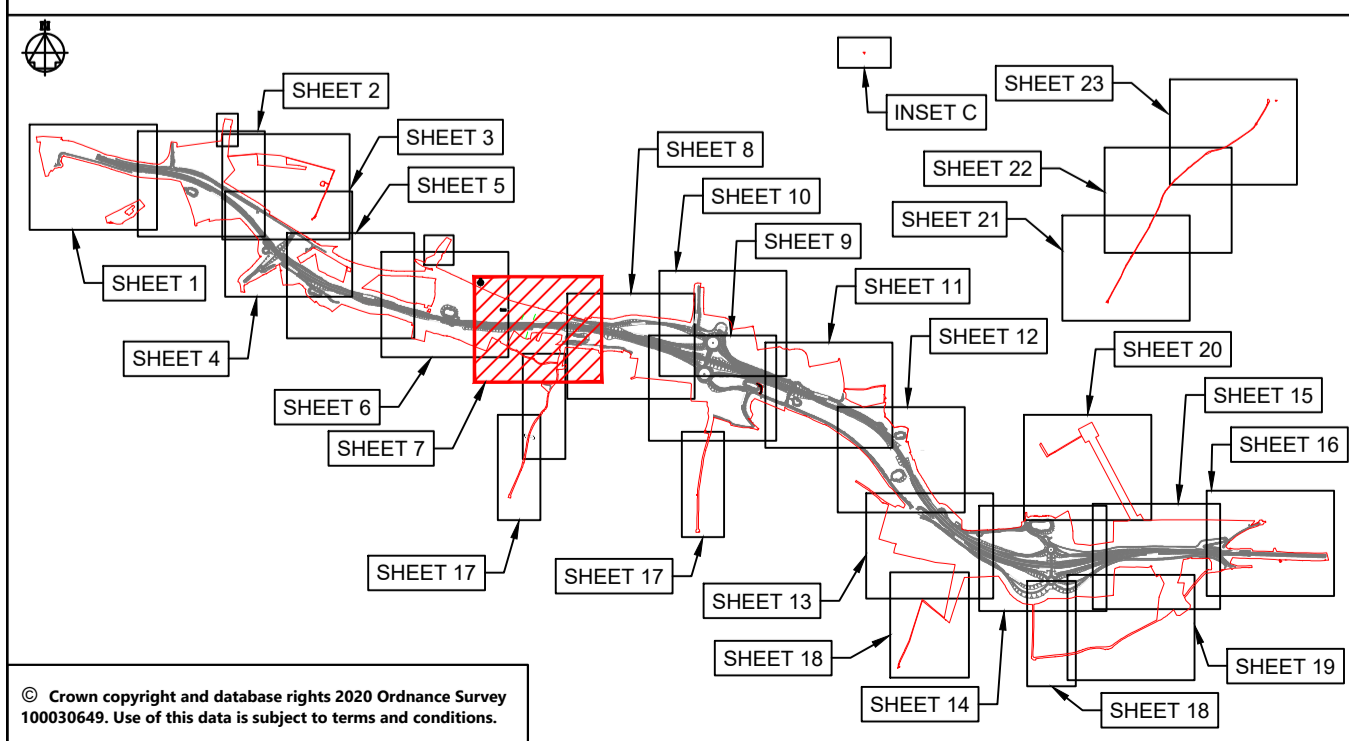 N
SHEET 2
SHEET 3
SHEET 5
SHEET 8
SHEET 10
SHEET 9
SHEET 11
SHEET 12
INSET C
SHEET 23
SHEET 22
SHEET 21
SHEET 1
SHEET 4
SHEET 6
SHEET 7
SHEET 17
SHEET 17
SHEET 20
SHEET 15
SHEET 16
SHEET 13
SHEET 18
SHEET 14
SHEET 18
SHEET 19
© Crown copyright and database rights 2020 Ordnance Survey
100030649. Use of this data is subject to terms and conditions.